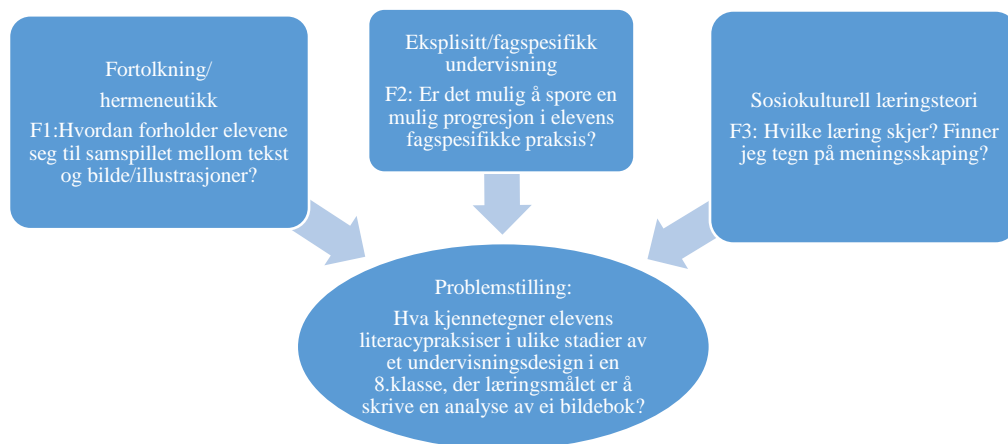 Fortolkning/
hermeneutikk
F1:Hvordan forholder elevene
seg til samspillet mellom tekst
og bilde/illustrasjoner?
Eksplisitt/fagspesifikk
undervisning
F2: Er det mulig å spore en
mulig progresjon i elevens
fagspesifikke praksis?
Sosiokulturell læringsteori
F3: Hvilke læring skjer? Finner
jeg tegn på meningsskaping?
Problemstilling:
Hva kjennetegner elevens
literacypraksiser i ulike stadier av
et undervisningsdesign i en
8.klasse, der læringsmålet er å
skrive en analyse av ei bildebok?